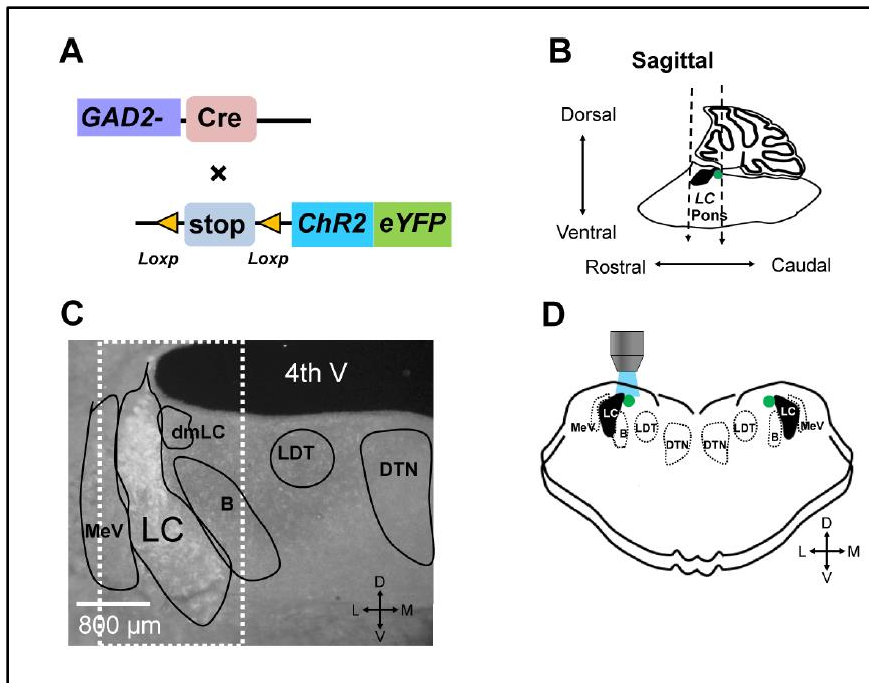 A
GAD2-
Cre
×
stop
ChR2
eYFP
Loxp
Loxp
B
Sagittal
Dorsal
Ventral
LC
Pons
Rostral
Caudal
C
4th V
dmLC
LDT
DTN
B
MeV
LC
800 µm
D
L
M
V
D
MeV
LC
B
LDT
DTN
DTN
LDT
B
LC
MeV
D
L
M
V